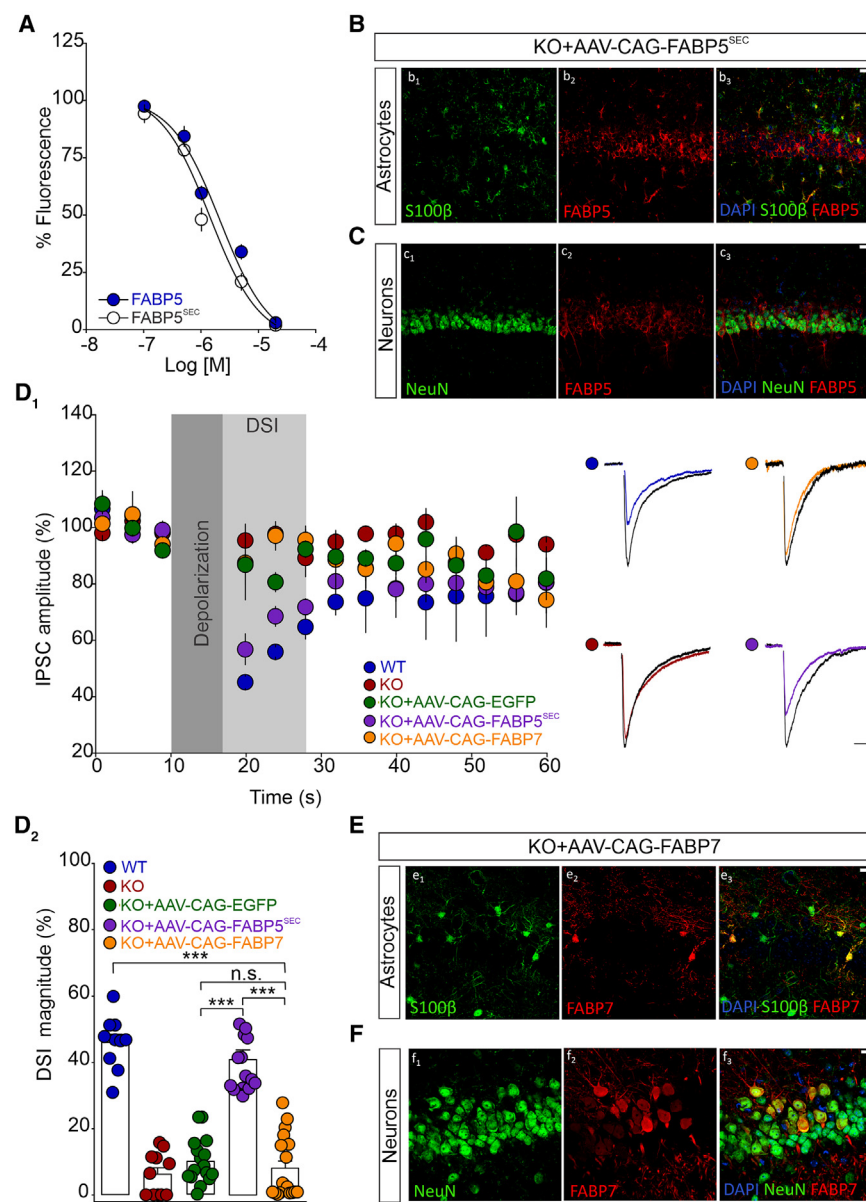 A
125
100
75
50
25
0
% Fluorescence
FABP5
FABP5SEC
-8
-7
-6
-5
-4
Log [M]
B
KO+AAV-CAG-FABP5SEC
Astrocytes
b1
S100β
b2
FABP5
b3
DAPI S100β FABP5
C
Neurons
c1
NeuN
c2
FABP5
c3
DAPI NeuN FABP5
D1
140
120
100
80
60
40
20
IPSC amplitude (%)
Depolarization
DSI
WT
KO
KO+AAV-CAG-EGFP
KO+AAV-CAG-FABP5SEC
KO+AAV-CAG-FABP7
0
10
20
30
40
50
60
Time (s)
D2
100
80
60
40
20
0
DSI magnitude (%)
WT
KO
KO+AAV-CAG-EGFP
KO+AAV-CAG-FABP5SEC
KO+AAV-CAG-FABP7
***
n.s.
***
***
E
KO+AAV-CAG-FABP7
Astrocytes
e1
S100β
e2
FABP7
e3
DAPI S100β FABP7
F
Neurons
f1
NeuN
f2
FABP7
f3
DAPI NeuN FABP7